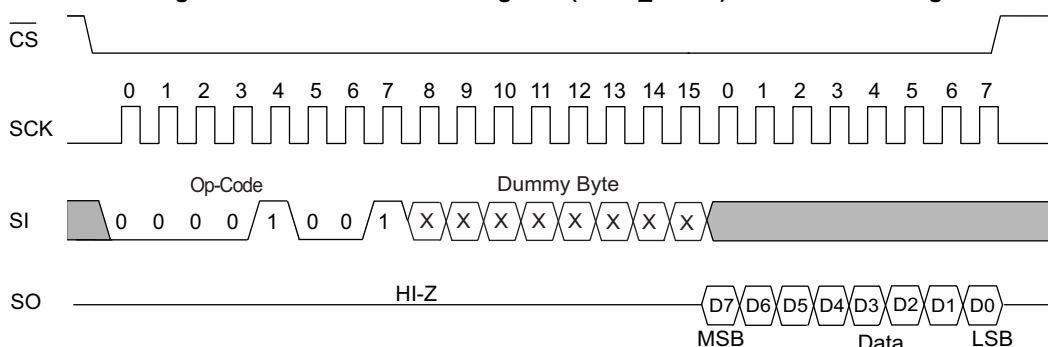 CS
0 1 2 3 4 5 6 7 8 9 10 11 12 13 14 15 0 1 2 3 4 5 6 7
SCK
Op-Code Dummy Byte
SI 0 0 0 0 1 0 0 1 X X X X X X X X
HI-Z
SO D7 D6 D5 D4 D3 D2 D1 D0
MSB Data LSB